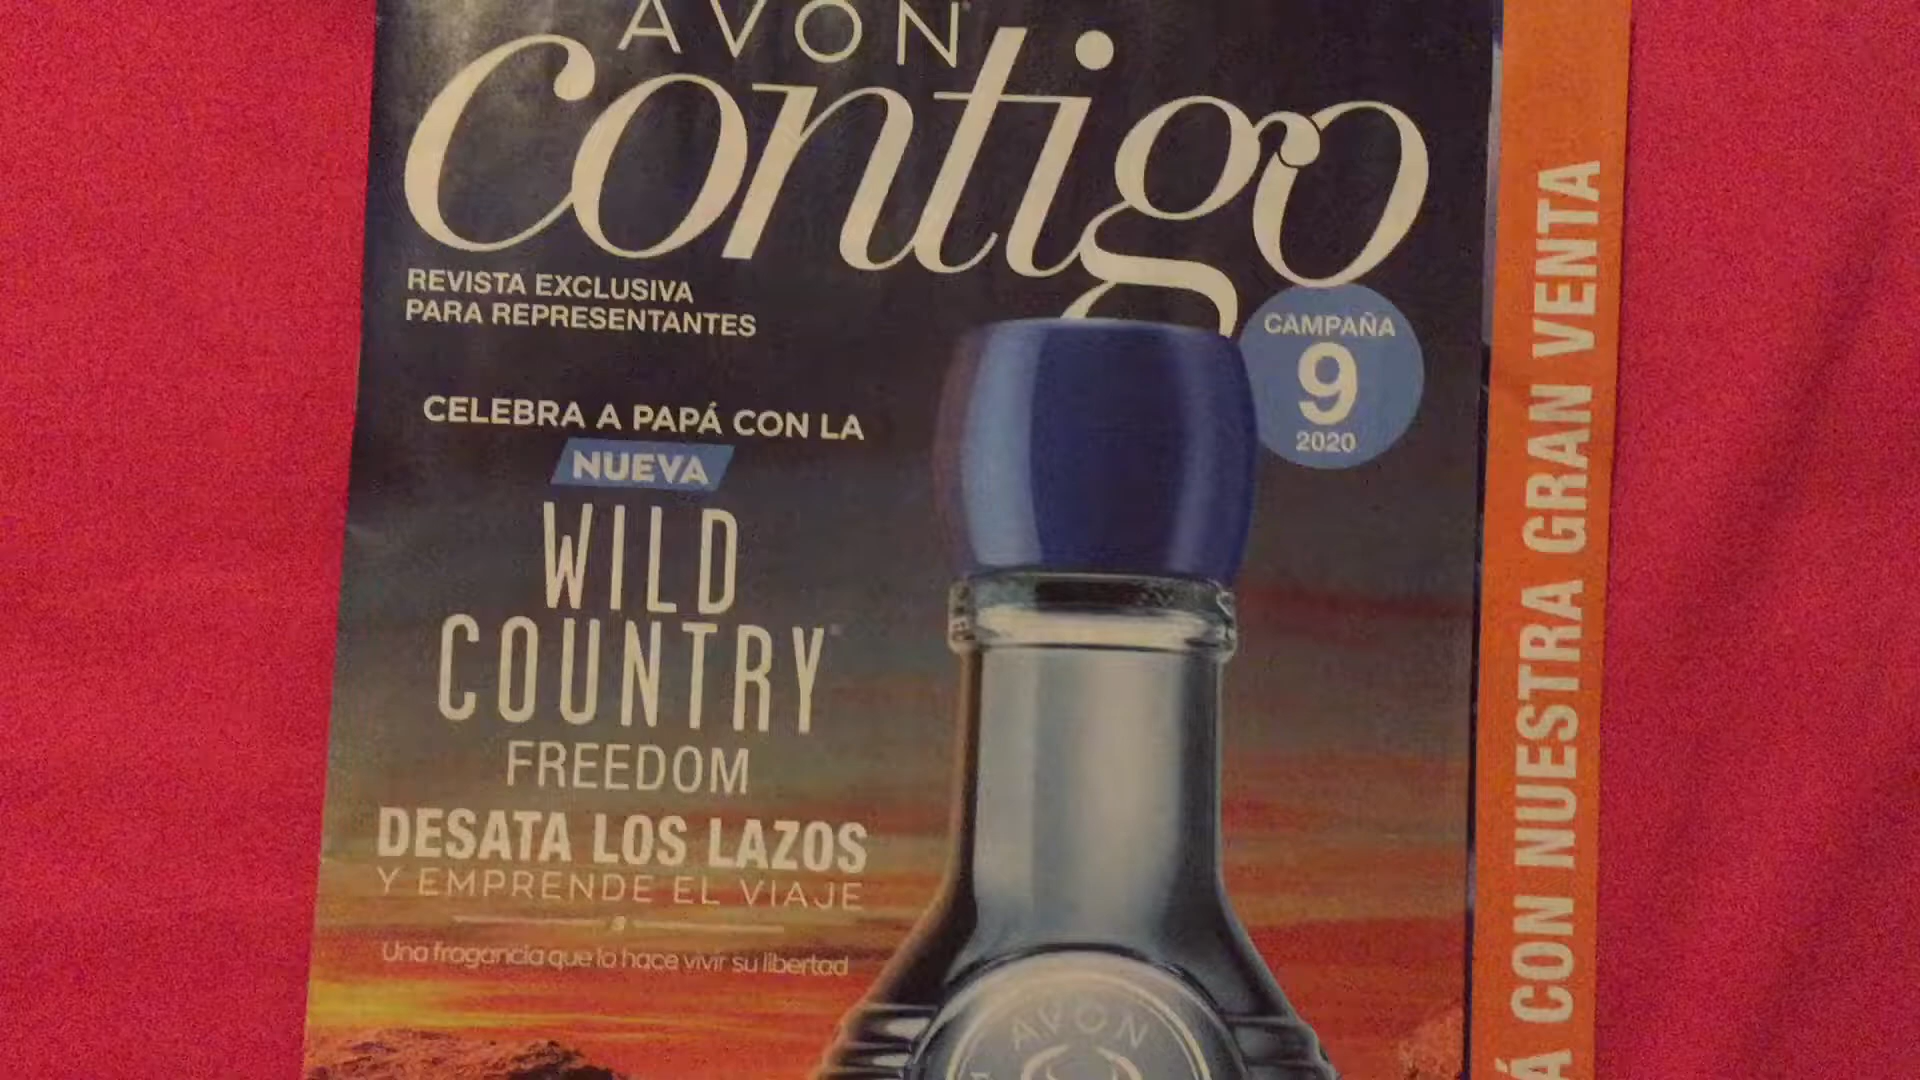 AVON
contigo
REVISTA EXCLUSIVA
PARA REPRESENTANTES
CAMPAÑA
9
2020
CELEBRA A PAPÁ CON LA
NUEVA
WILD
COUNTRY
FREEDOM
DESATA LOS LAZOS
Y EMPRENDE EL VIAJE
Una fragancia que lo hace vivir su libertad
AVON
Á CON NUESTRA GRAN VENTA